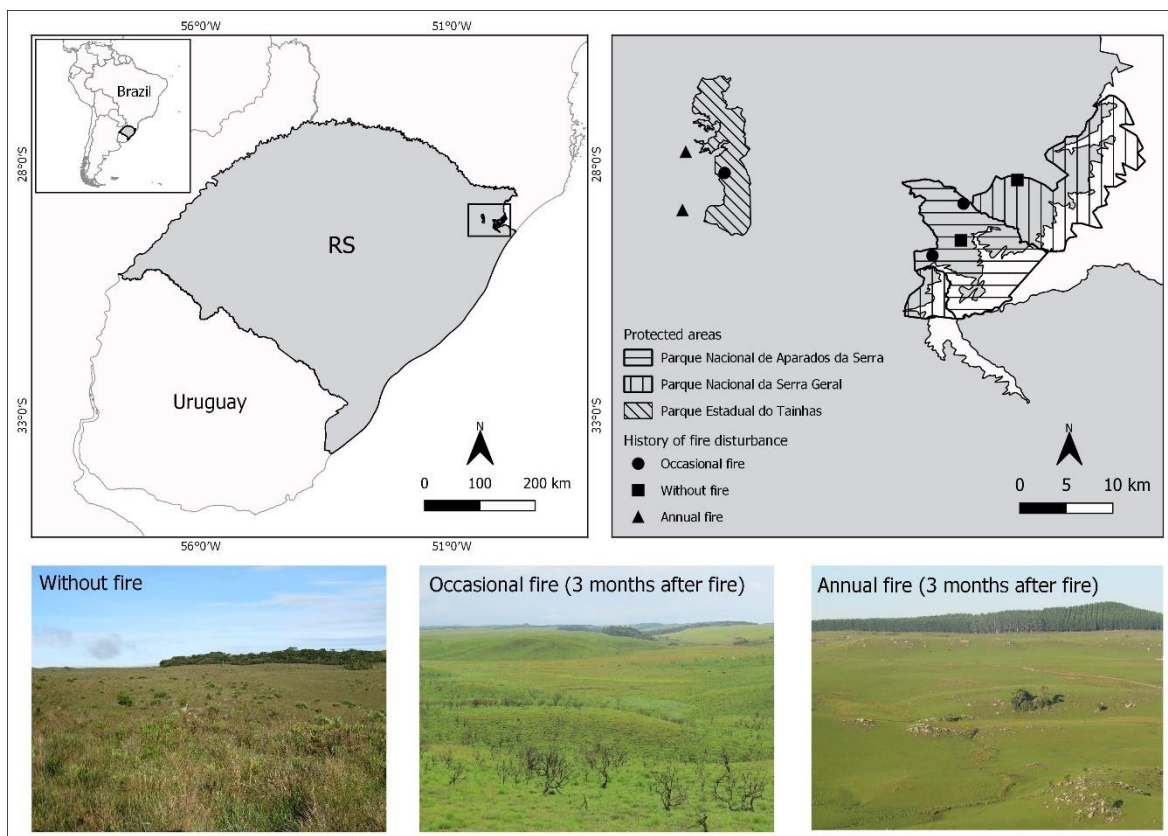 56°0'W
51°0'W
Brazil
28°0'S
28°0'S
RS
Uruguay
33°0'S
33°0'S
N
0 100 200 km
56°0'W
51°0'W
Protected areas
Parque Nacional de Aparados da Serra
Parque Nacional da Serra Geral
Parque Estadual do Tainhas
History of fire disturbance
Occasional fire
Without fire
Annual fire
N
0 5 10 km
Without fire
Occasional fire (3 months after fire)
Annual fire (3 months after fire)